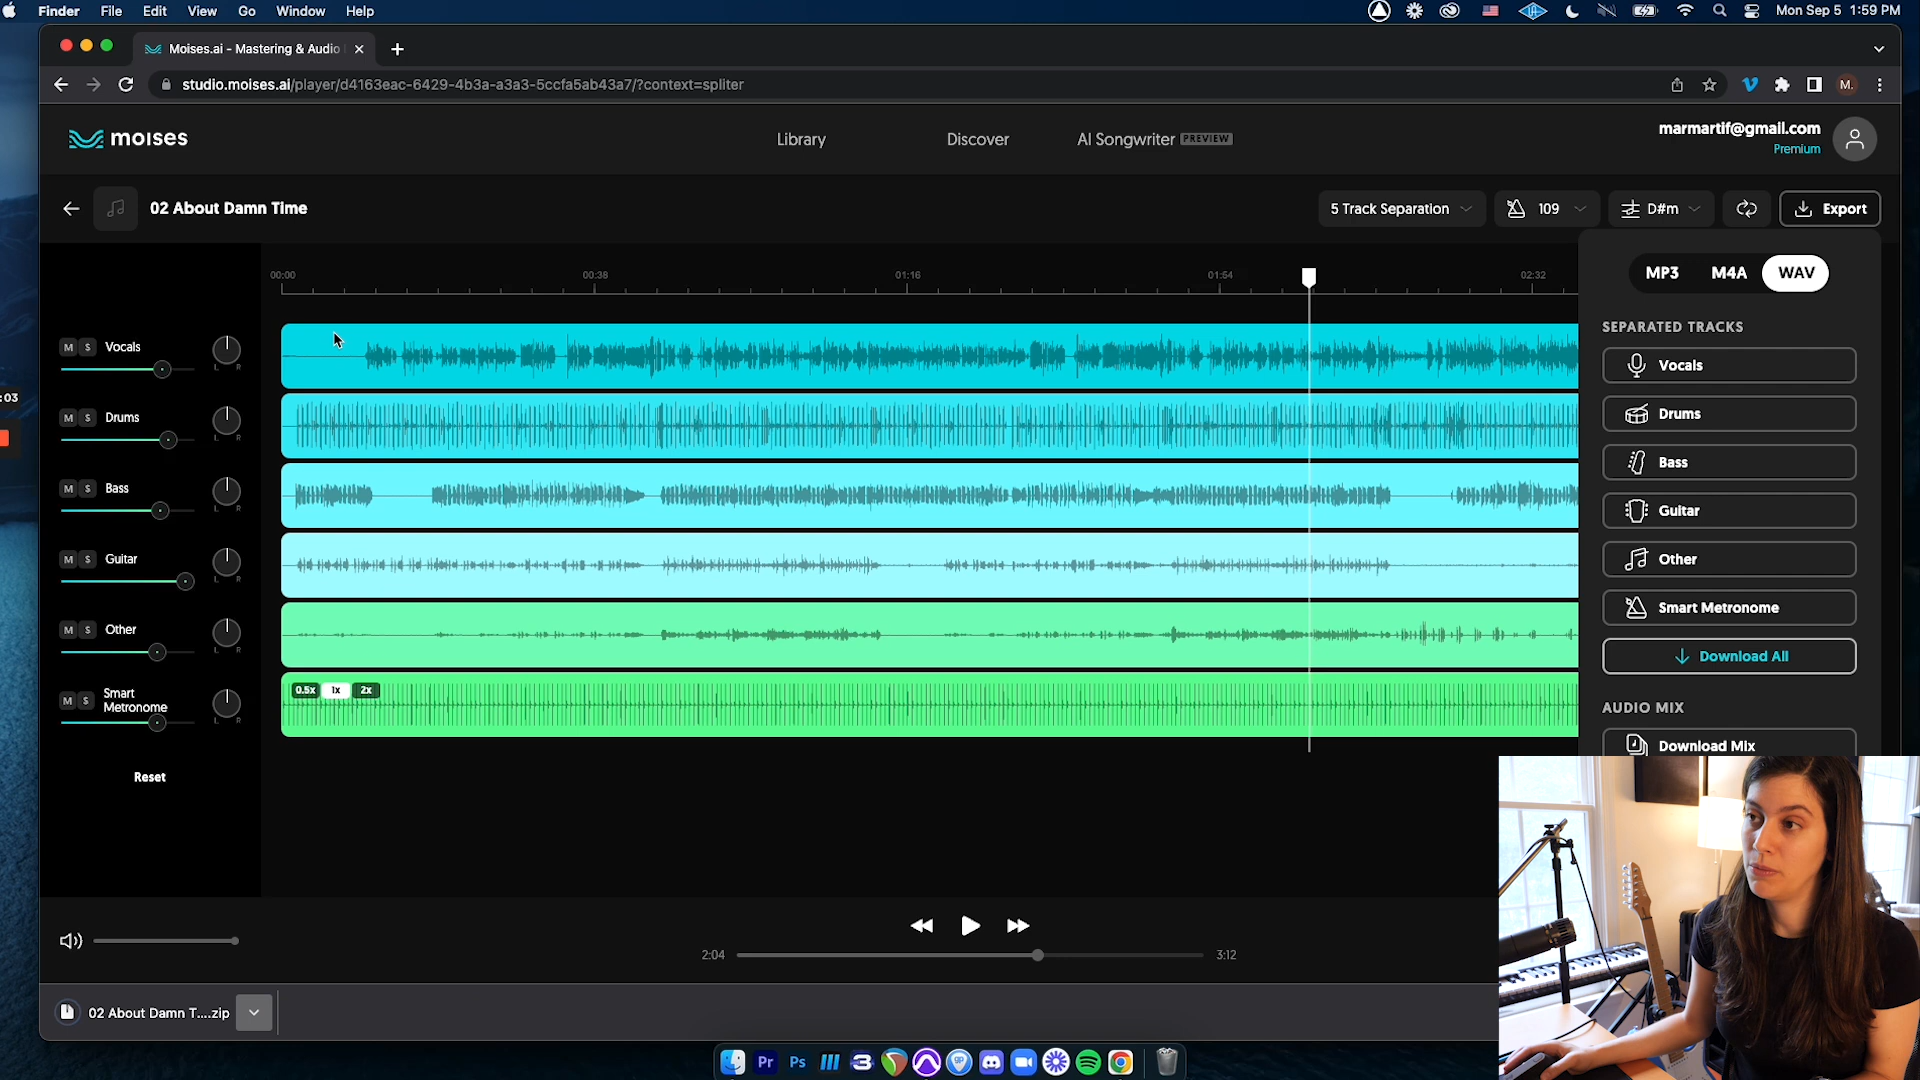 Finder File Edit View Go Window Help
Mon Sep 5 1:59 PM
Moises.ai - Mastering & Audio
studio.moises.ai/player/d4163eac-6429-4b3a-a3a3-5ccfa5ab43a7/?context=spliter
M.
moises
Library
Discover
AI Songwriter PREVIEW
marmartif@gmail.com
Premium
02 About Damn Time
5 Track Separation
109
D#m
Export
00:00
00:38
01:16
01:54
02:32
MP3 M4A WAV
SEPARATED TRACKS
Vocals
Drums
Bass
Guitar
Other
Smart Metronome
Download All
AUDIO MIX
Download Mix
M S Vocals
L R
:03
M S Drums
L R
M S Bass
L R
M S Guitar
L R
M S Other
L R
M S Smart Metronome
L R
0.5x 1x 2x
Reset
2:04
3:12
02 About Damn T....zip
Pr Ps